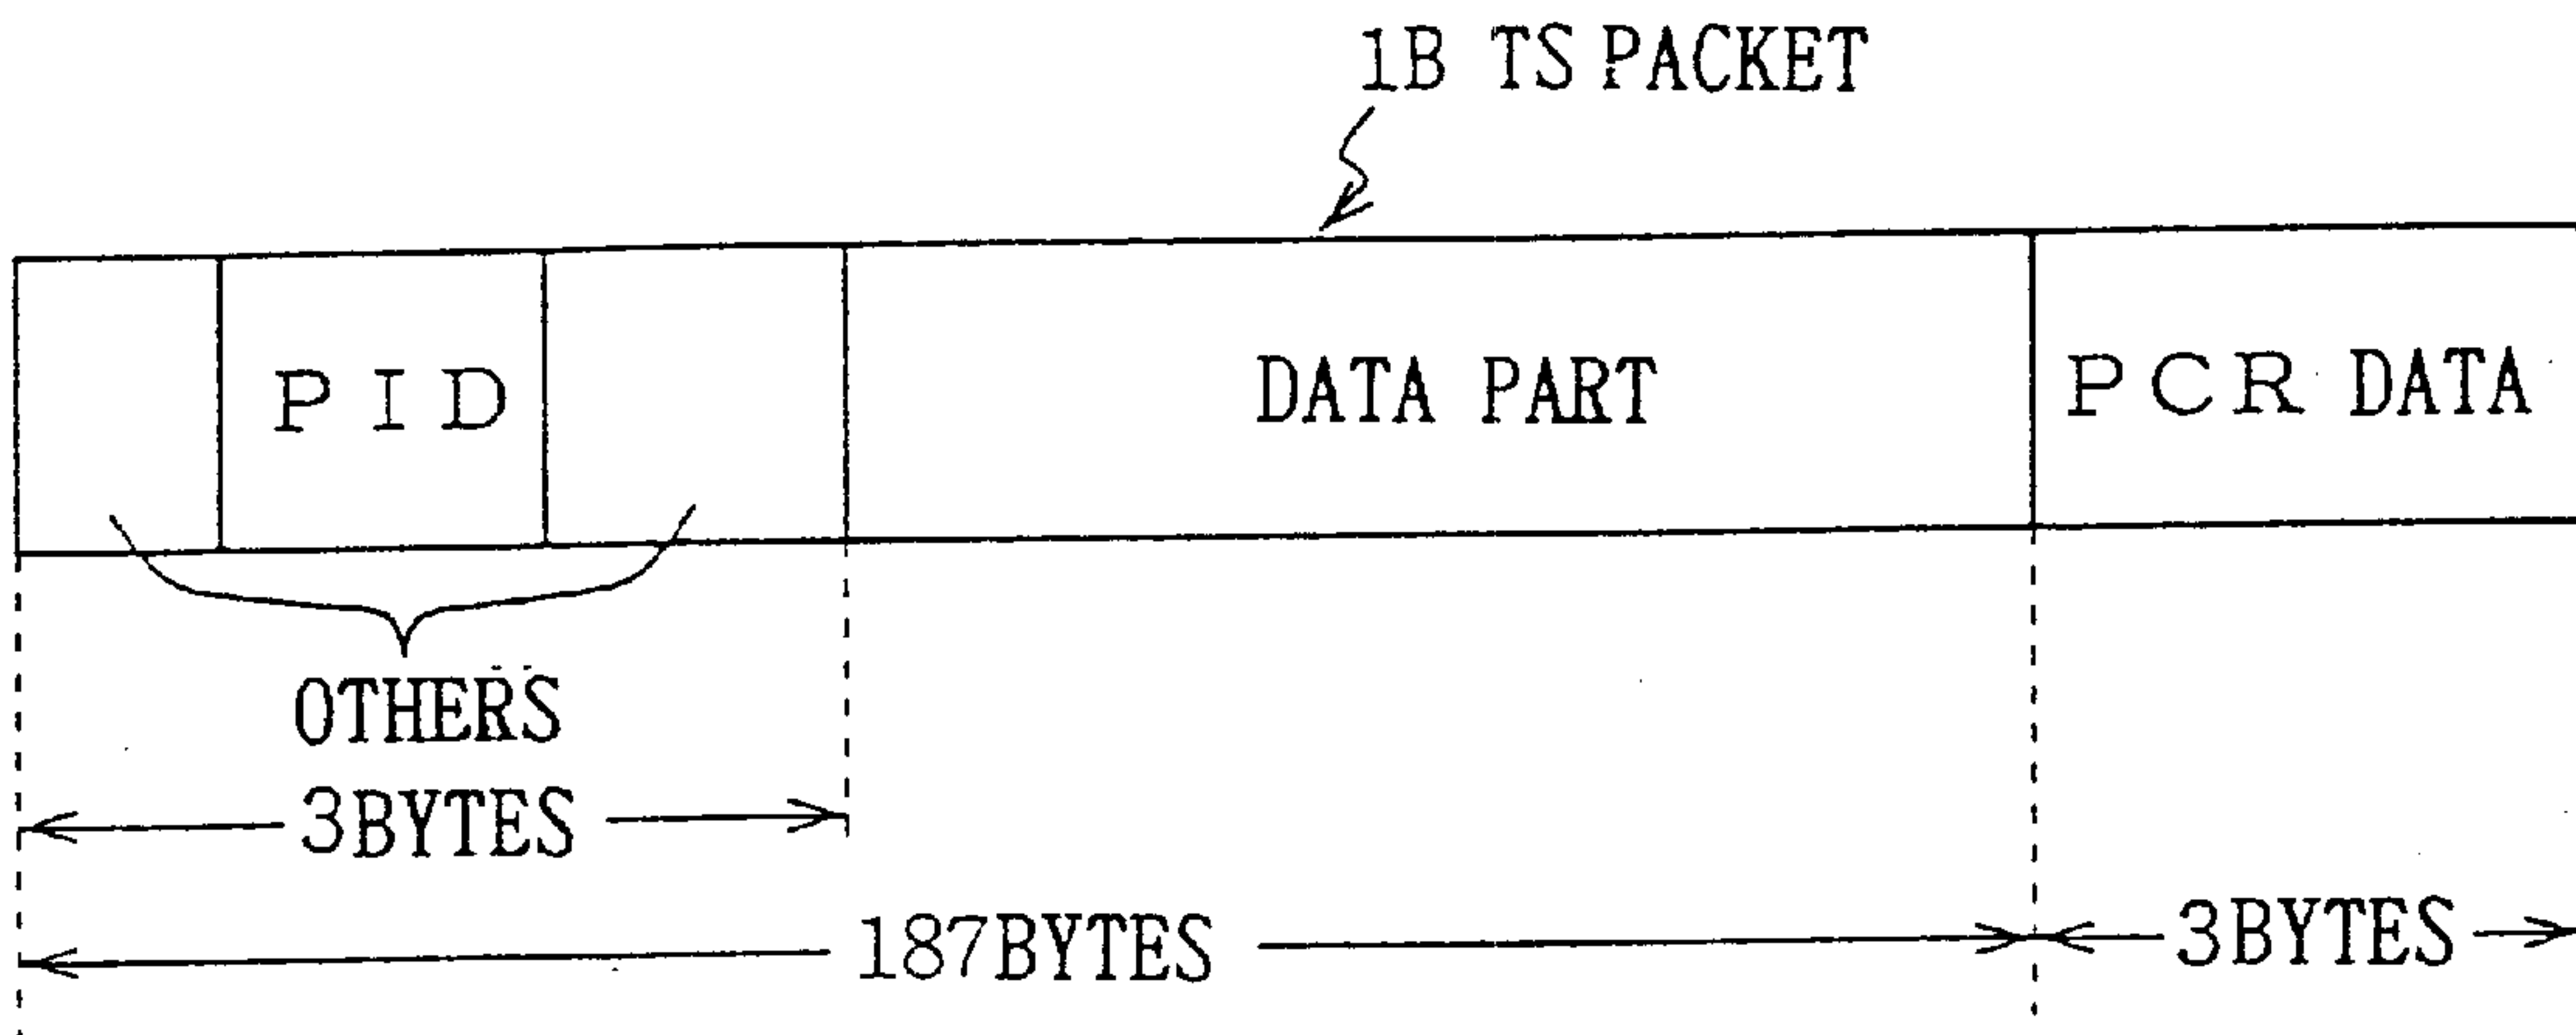 1B TS PACKET
PID
DATA PART
PCR DATA
OTHERS
3BYTES
187BYTES
3BYTES